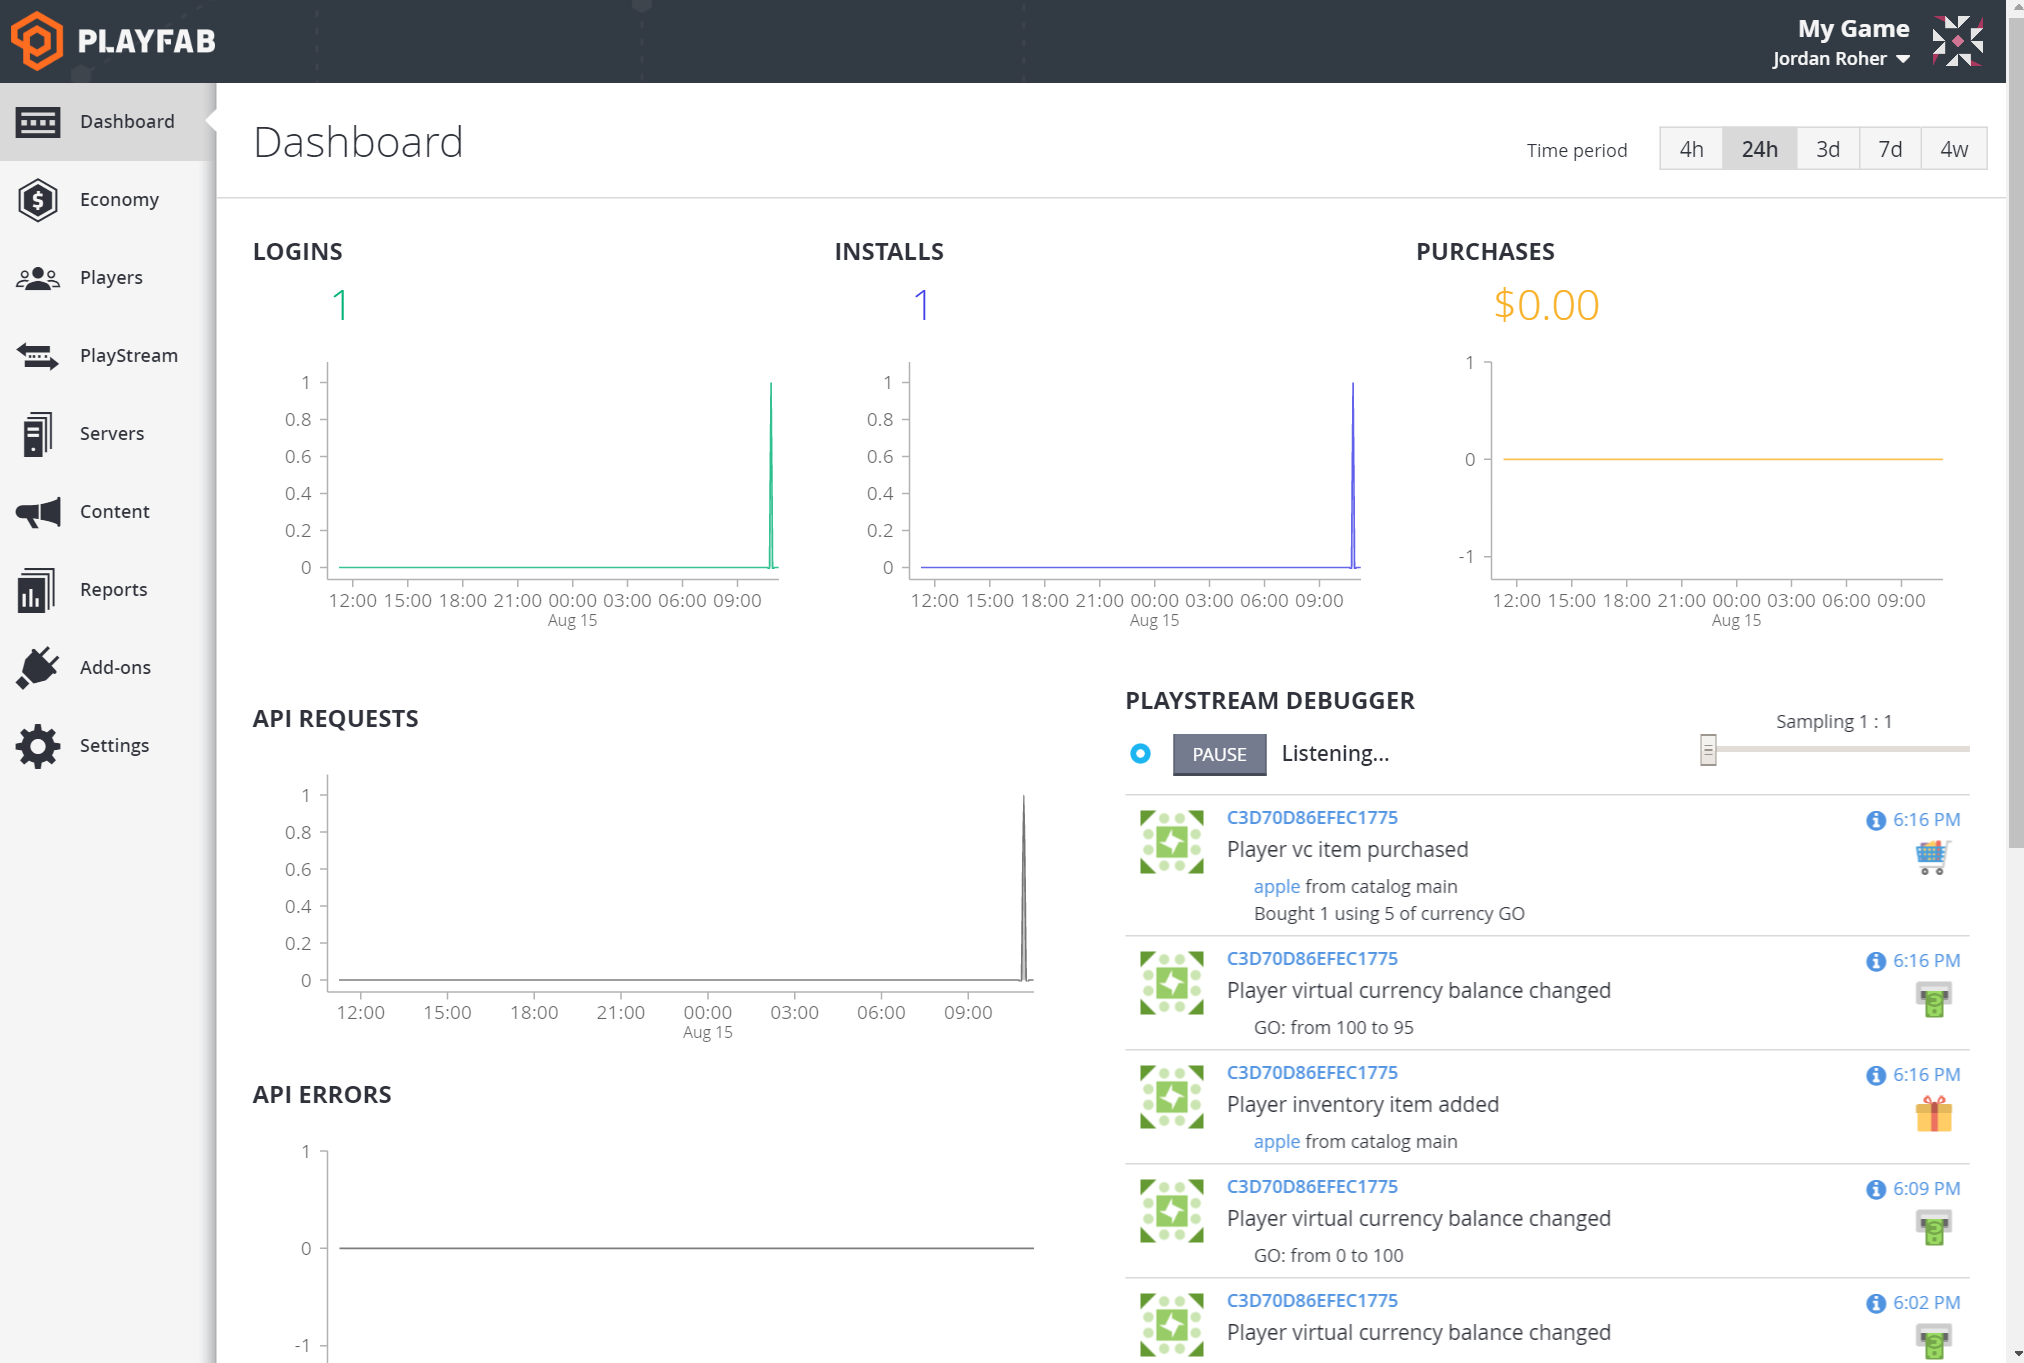 PLAYFAB
My Game
Jordan Roher
Dashboard
Economy
Players
PlayStream
Servers
Content
Reports
Add-ons
Settings
Dashboard
Time period 4h 24h 3d 7d 4w
LOGINS
1
1
0.8
0.6
0.4
0.2
0
12:00 15:00 18:00 21:00 00:00 03:00 06:00 09:00
Aug 15
INSTALLS
1
1
0.8
0.6
0.4
0.2
0
12:00 15:00 18:00 21:00 00:00 03:00 06:00 09:00
Aug 15
PURCHASES
$0.00
1
0
-1
12:00 15:00 18:00 21:00 00:00 03:00 06:00 09:00
Aug 15
API REQUESTS
1
0.8
0.6
0.4
0.2
0
12:00 15:00 18:00 21:00 00:00 03:00 06:00 09:00
Aug 15
API ERRORS
1
0
-1
PLAYSTREAM DEBUGGER
Sampling 1 : 1
PAUSE Listening...
C3D70D86EFEC1775 6:16 PM
Player vc item purchased
apple from catalog main
Bought 1 using 5 of currency GO
C3D70D86EFEC1775 6:16 PM
Player virtual currency balance changed
GO: from 100 to 95
C3D70D86EFEC1775 6:16 PM
Player inventory item added
apple from catalog main
C3D70D86EFEC1775 6:09 PM
Player virtual currency balance changed
GO: from 0 to 100
C3D70D86EFEC1775 6:02 PM
Player virtual currency balance changed